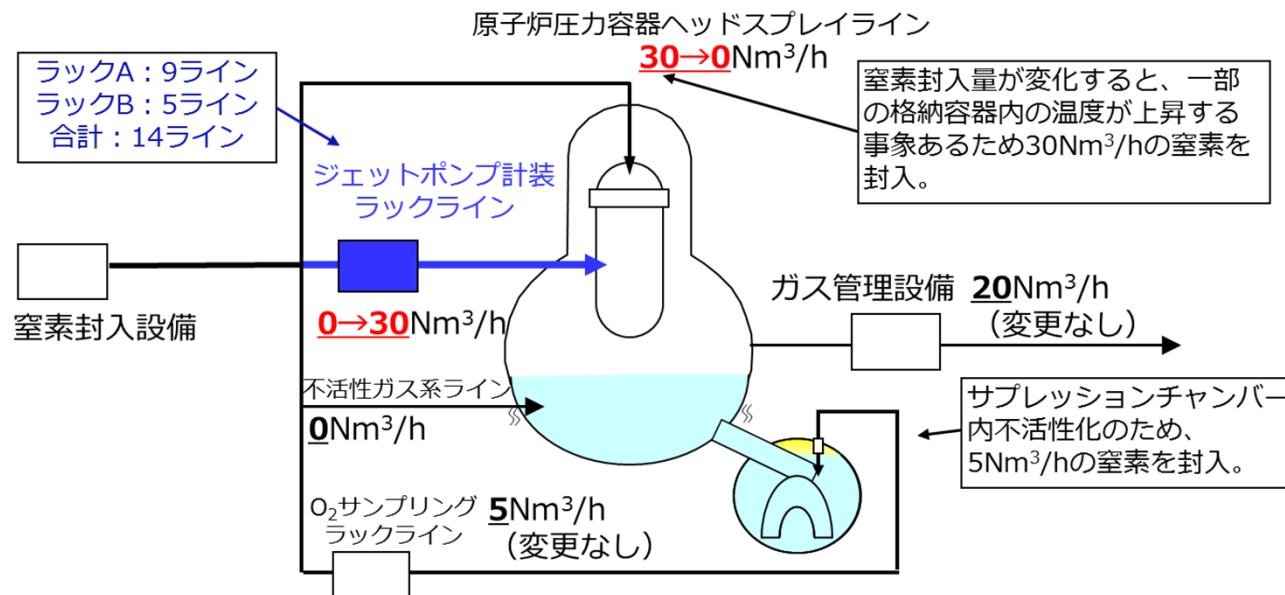 原子炉圧力容器ヘッドスプレイライン
30→0Nm³/h
ラックA：9ライン
ラックB：5ライン
合計：14ライン
窒素封入量が変化すると、一部
の格納容器内の温度が上昇する
事象あるため30Nm³/hの窒素を
封入。
ジェットポンプ計装
ラックライン
窒素封入設備
0→30Nm³/h
ガス管理設備 20Nm³/h
（変更なし）
不活性ガス系ライン
0Nm³/h
サプレッションチャンバー
内不活性化のため、
5Nm³/hの窒素を封入。
O₂サンプリング
ラックライン
5Nm³/h
（変更なし）